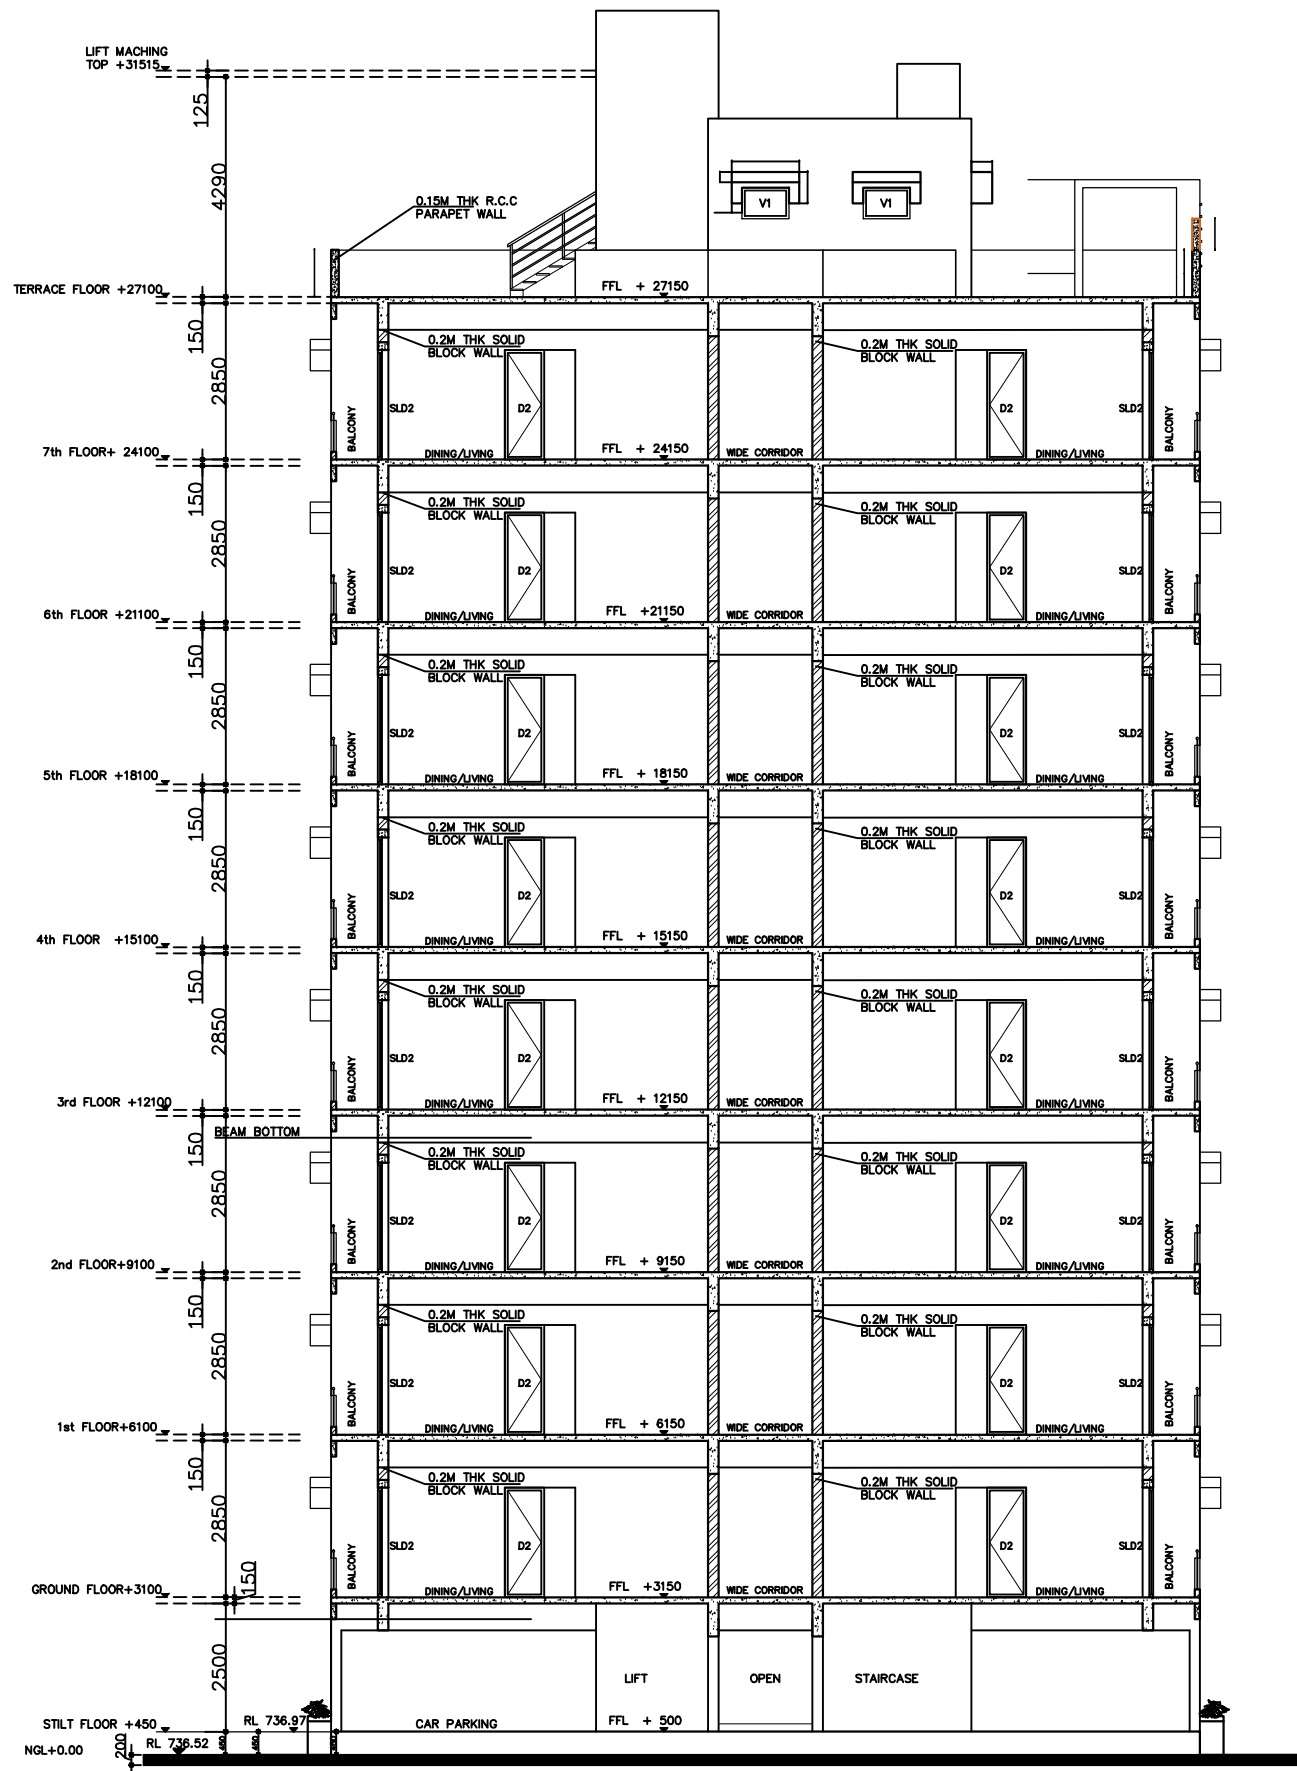 LIFT MACHING
TOP +31515
125
4290
0.15M THK R.C.C
PARAPET WALL
V1
V1
TERRACE FLOOR +27100
FFL + 27150
150
2850
0.2M THK SOLID
BLOCK WALL
0.2M THK SOLID
BLOCK WALL
BALCONY
SLD2
D2
D2
SLD2
BALCONY
7th FLOOR+ 24100
DINING/LIVING
FFL + 24150
WIDE CORRIDOR
DINING/LIVING
150
2850
0.2M THK SOLID
BLOCK WALL
0.2M THK SOLID
BLOCK WALL
BALCONY
SLD2
D2
D2
SLD2
BALCONY
6th FLOOR +21100
DINING/LIVING
FFL +21150
WIDE CORRIDOR
DINING/LIVING
150
2850
0.2M THK SOLID
BLOCK WALL
0.2M THK SOLID
BLOCK WALL
BALCONY
SLD2
D2
D2
SLD2
BALCONY
5th FLOOR +18100
DINING/LIVING
FFL + 18150
WIDE CORRIDOR
DINING/LIVING
150
2850
0.2M THK SOLID
BLOCK WALL
0.2M THK SOLID
BLOCK WALL
BALCONY
SLD2
D2
D2
SLD2
BALCONY
4th FLOOR +15100
DINING/LIVING
FFL + 15150
WIDE CORRIDOR
DINING/LIVING
150
2850
0.2M THK SOLID
BLOCK WALL
0.2M THK SOLID
BLOCK WALL
BALCONY
SLD2
D2
D2
SLD2
BALCONY
3rd FLOOR +12100
DINING/LIVING
FFL + 12150
WIDE CORRIDOR
DINING/LIVING
BEAM BOTTOM
150
2850
0.2M THK SOLID
BLOCK WALL
0.2M THK SOLID
BLOCK WALL
BALCONY
SLD2
D2
D2
SLD2
BALCONY
2nd FLOOR+9100
DINING/LIVING
FFL + 9150
WIDE CORRIDOR
DINING/LIVING
150
2850
0.2M THK SOLID
BLOCK WALL
0.2M THK SOLID
BLOCK WALL
BALCONY
SLD2
D2
D2
SLD2
BALCONY
1st FLOOR+6100
DINING/LIVING
FFL + 6150
WIDE CORRIDOR
DINING/LIVING
150
2850
0.2M THK SOLID
BLOCK WALL
0.2M THK SOLID
BLOCK WALL
BALCONY
SLD2
D2
D2
SLD2
BALCONY
GROUND FLOOR+3100
150
DINING/LIVING
FFL +3150
WIDE CORRIDOR
DINING/LIVING
2500
LIFT
OPEN
STAIRCASE
STILT FLOOR +450
RL 736.97
CAR PARKING
FFL + 500
NGL+0.00
200
RL 736.52
450
450